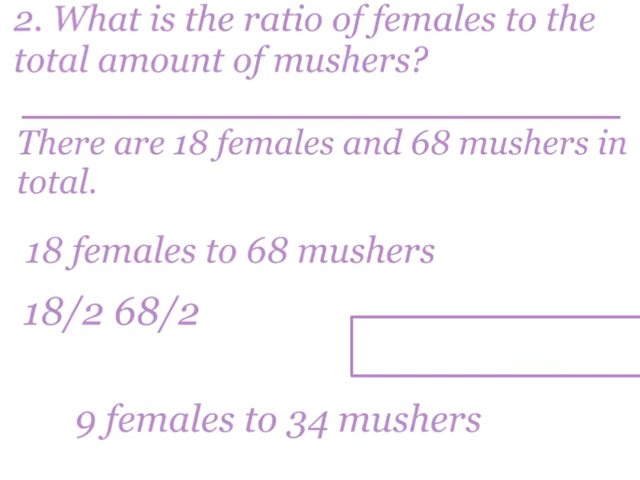 2. What is the ratio of females to the
total amount of mushers?
There are 18 females and 68 mushers in
total.
18 females to 68 mushers
18/2 68/2
9 females to 34 mushers